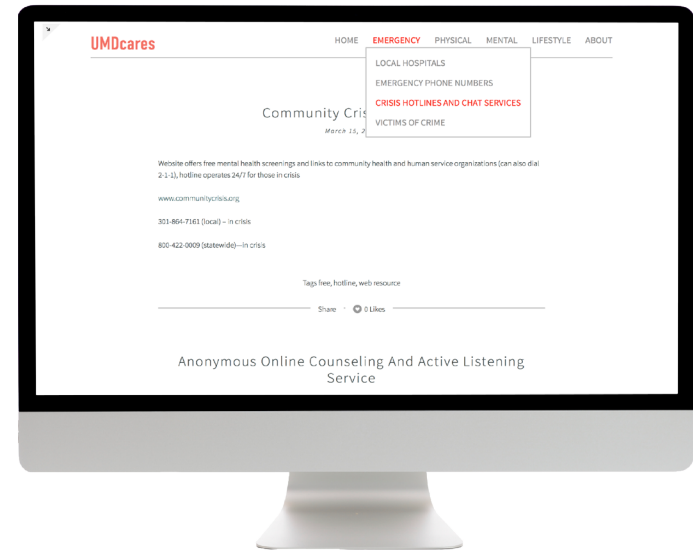 UMDcares
HOME EMERGENCY PHYSICAL MENTAL LIFESTYLE ABOUT
LOCAL HOSPITALS
EMERGENCY PHONE NUMBERS
CRISIS HOTLINES AND CHAT SERVICES
VICTIMS OF CRIME
Community Cris
March 15, 2
Website offers free mental health screenings and links to community health and human service organizations (can also dial
2-1-1), hotline operates 24/7 for those in crisis
www.communitycrisis.org
301-864-7161 (local) – in crisis
800-422-0009 (statewide)—in crisis
Tags free, hotline, web resource
Share · 0 Likes
Anonymous Online Counseling And Active Listening
Service